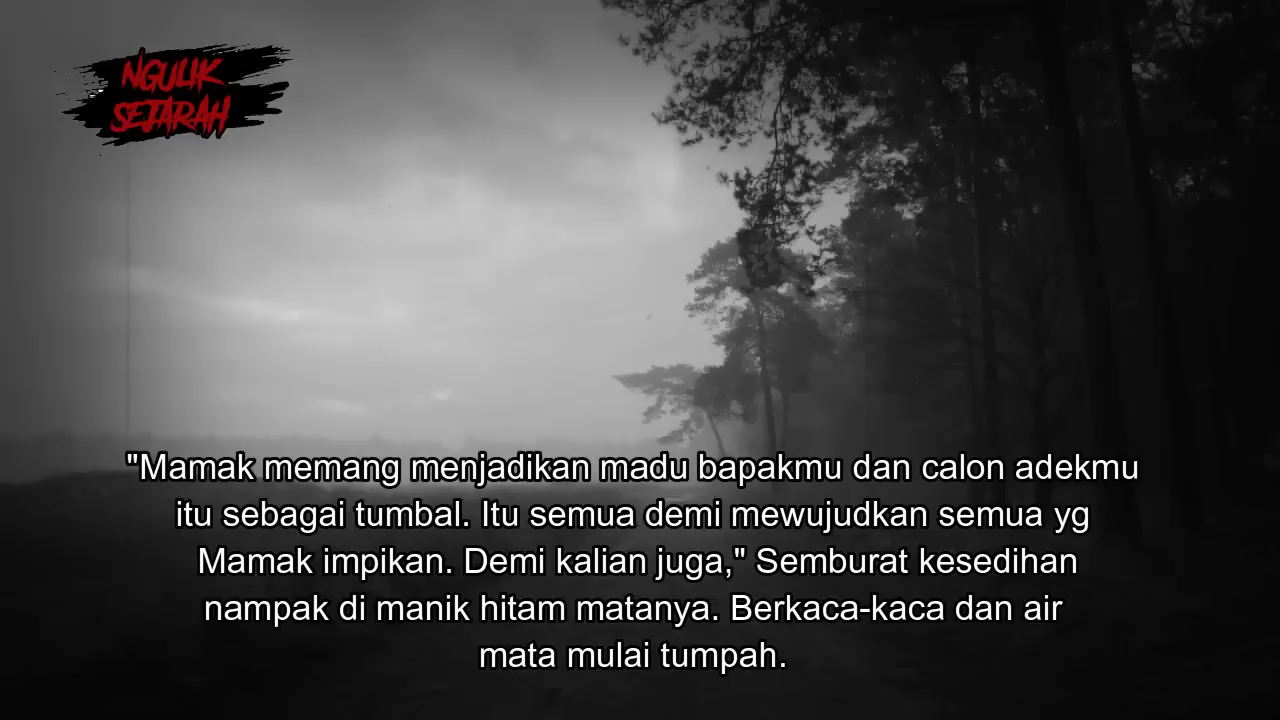 NGULIK
SEJARAH
"Mamak memang menjadikan madu bapakmu dan calon adekmu
itu sebagai tumbal. Itu semua demi mewujudkan semua yg
Mamak impikan. Demi kalian juga," Semburat kesedihan
nampak di manik hitam matanya. Berkaca-kaca dan air
mata mulai tumpah.